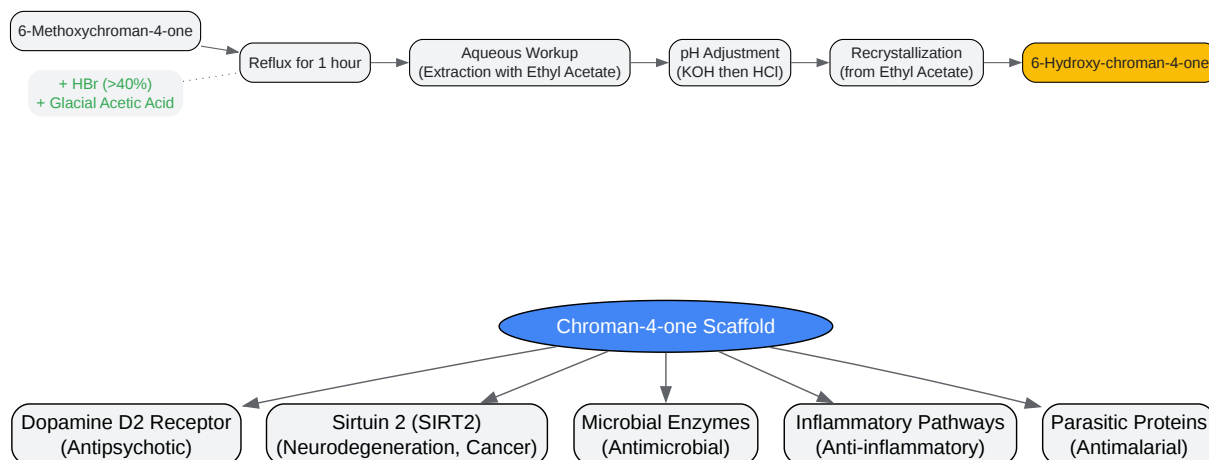 6-Methoxychroman-4-one
+ HBr (>40%)
+ Glacial Acetic Acid
Reflux for 1 hour
Aqueous Workup
(Extraction with Ethyl Acetate)
pH Adjustment
(KOH then HCl)
Recrystallization
(from Ethyl Acetate)
6-Hydroxy-chroman-4-one
Chroman-4-one Scaffold
Dopamine D2 Receptor
(Antipsychotic)
Sirtuin 2 (SIRT2)
(Neurodegeneration, Cancer)
Microbial Enzymes
(Antimicrobial)
Inflammatory Pathways
(Anti-inflammatory)
Parasitic Proteins
(Antimalarial)